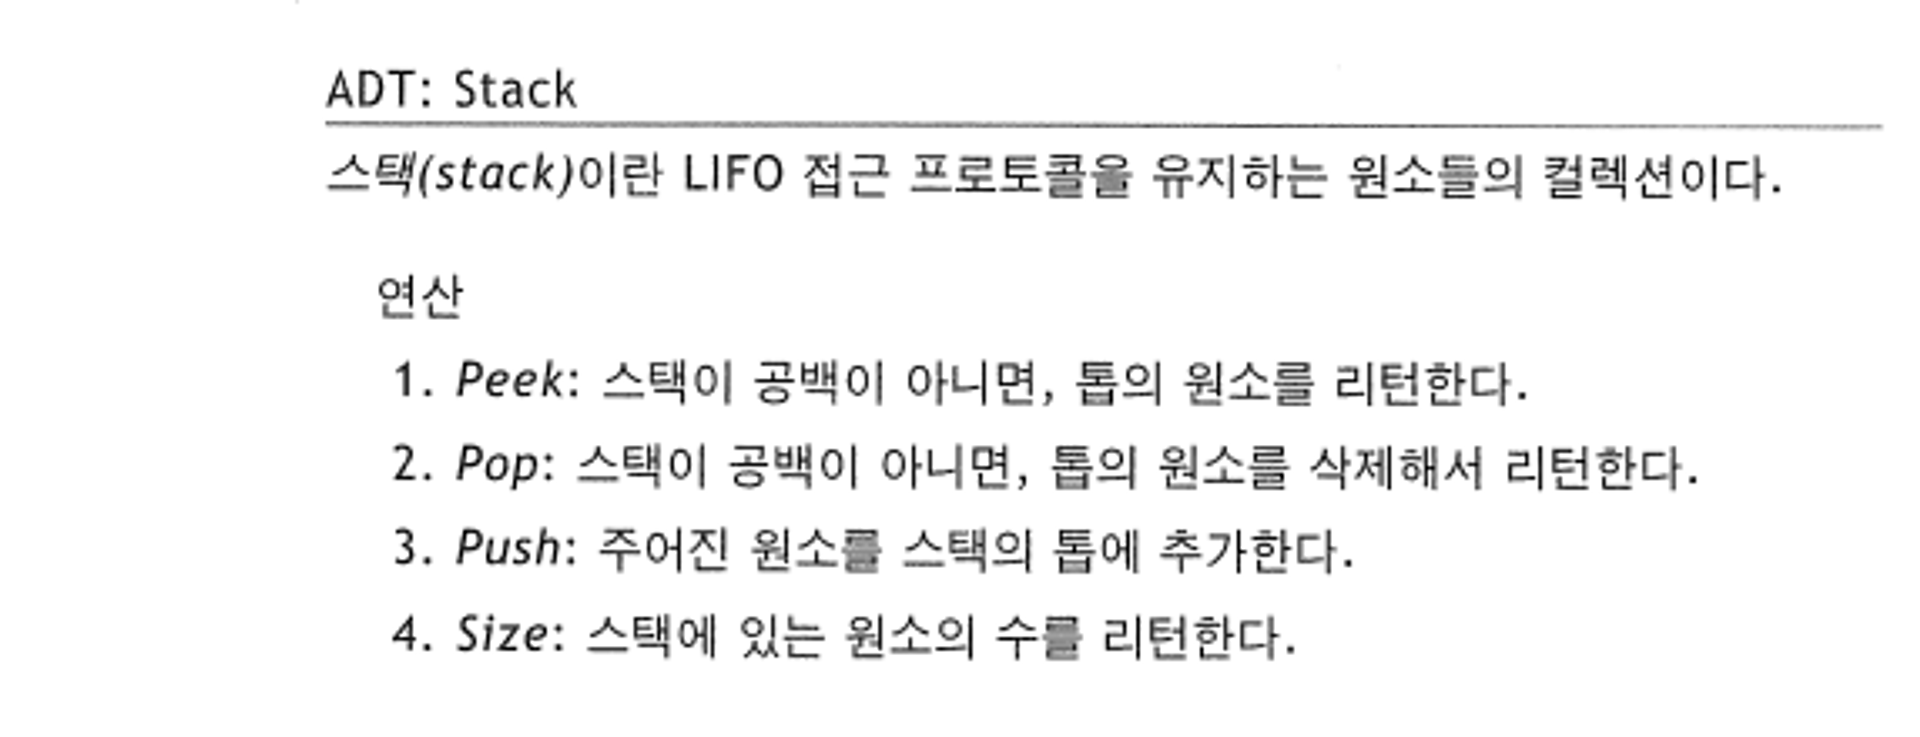 ADT: Stack
스택(stack)이란 LIFO 접근 프로토콜을 유지하는 원소들의 컬렉션이다.
연산
1. Peek: 스택이 공백이 아니면, 톱의 원소를 리턴한다.
2. Pop: 스택이 공백이 아니면, 톱의 원소를 삭제해서 리턴한다.
3. Push: 주어진 원소를 스택의 톱에 추가한다.
4. Size: 스택에 있는 원소의 수를 리턴한다.